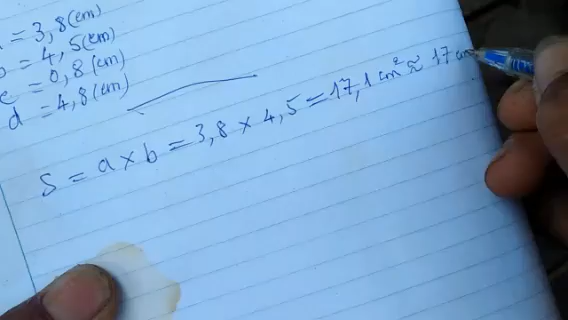 = 3,8(cm)
= 4,5(cm)
= 0,8(cm)
d = 4,8(cm)
S = a × b = 3,8 × 4,5 = 17,1 cm² ≈ 17 cm